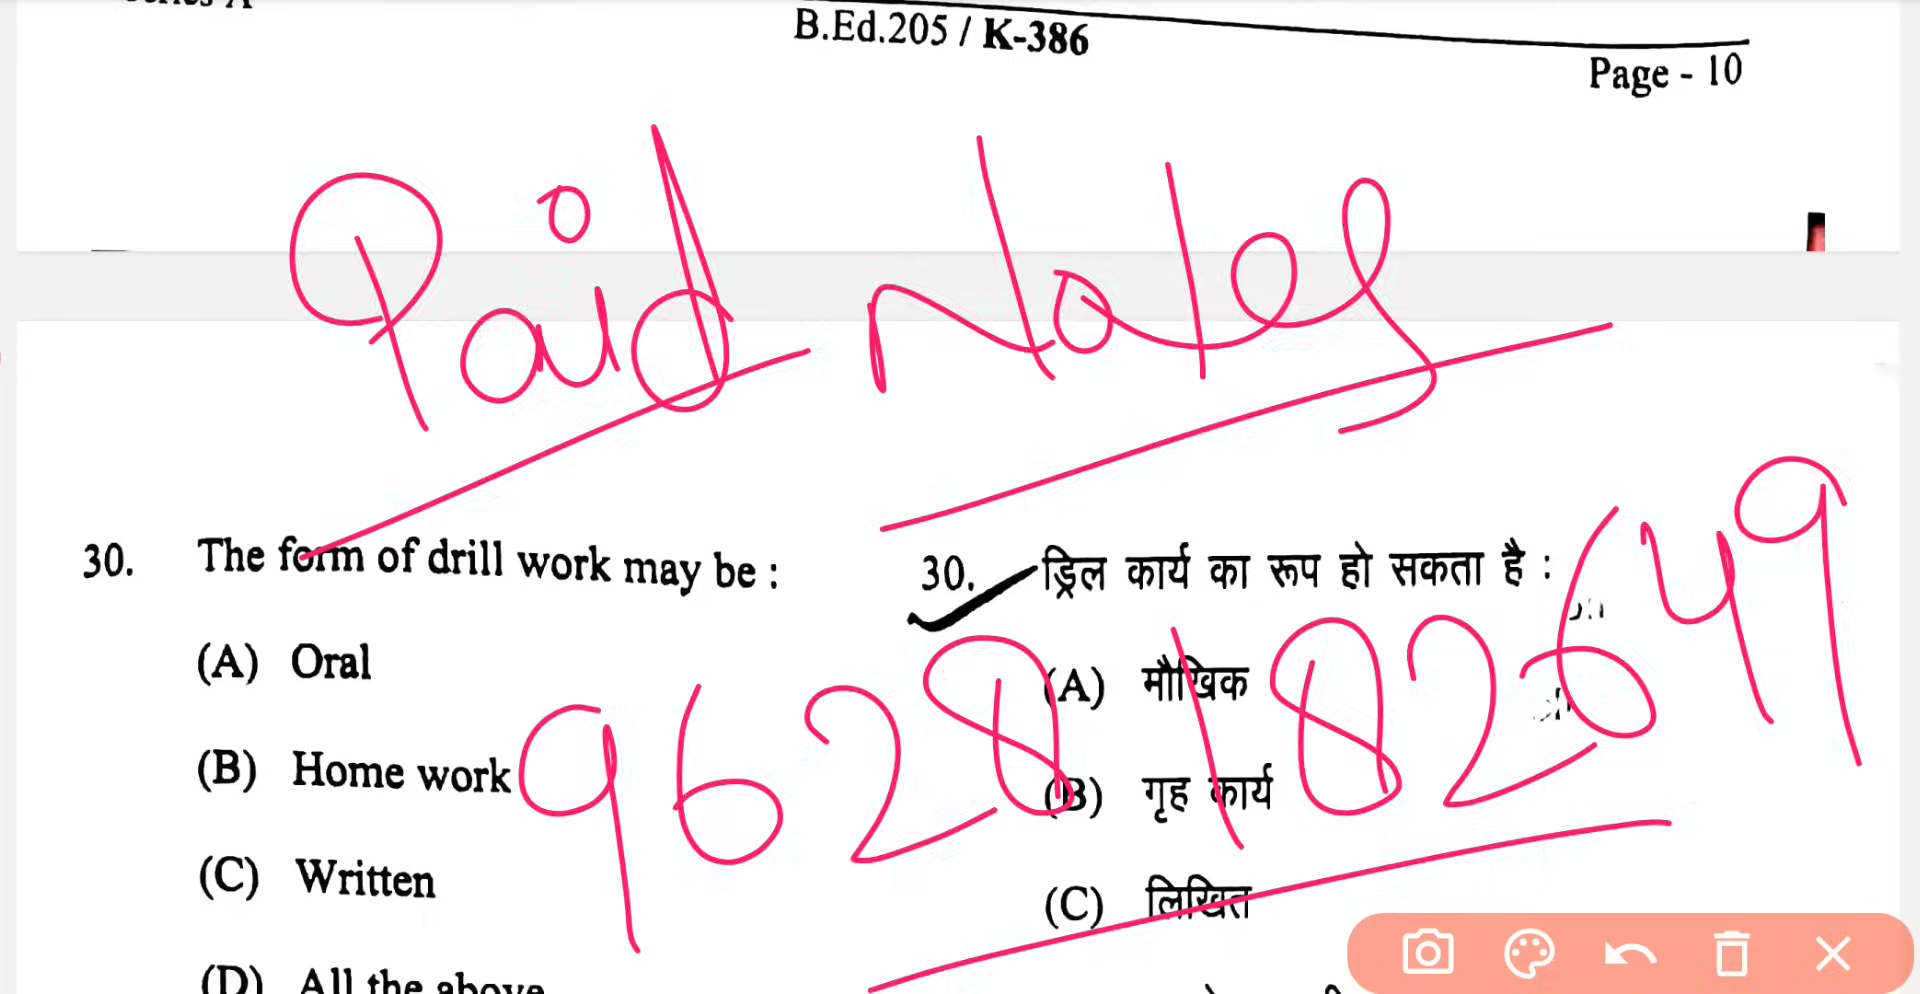 B.Ed.205 / K-386
Page - 10
Paid Notes
30. The form of drill work may be :
(A) Oral
(B) Home work
(C) Written
(D) All the above
30. ड्रिल कार्य का रूप हो सकता है :
(A) मौखिक
(B) गृह कार्य
(C) लिखित
9628182649